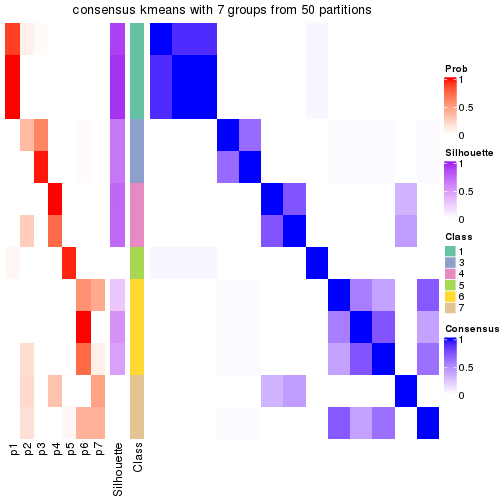 consensus kmeans with 7 groups from 50 partitions
Prob
1
0.5
0
Silhouette
1
0.5
0
Class
1
3
4
5
6
7
Consensus
1
0.5
0
p1
p2
p3
p4
p5
p6
p7
Silhouette
Class